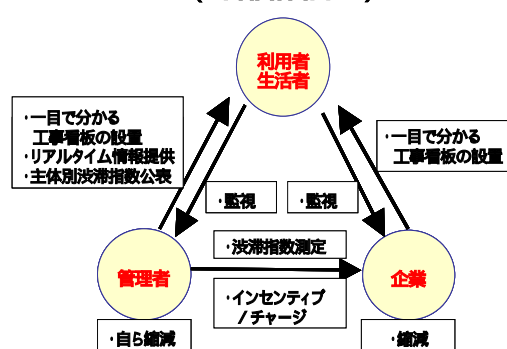 利用者
生活者
・一目で分かる
工事看板の設置
・リアルタイム情報提供
・主体別渋滞指数公表
・一目で分かる
工事看板の設置
・監視
・監視
・渋滞指数測定
管理者
企業
・インセンティブ
/チャージ
・自ら縮減
・縮減